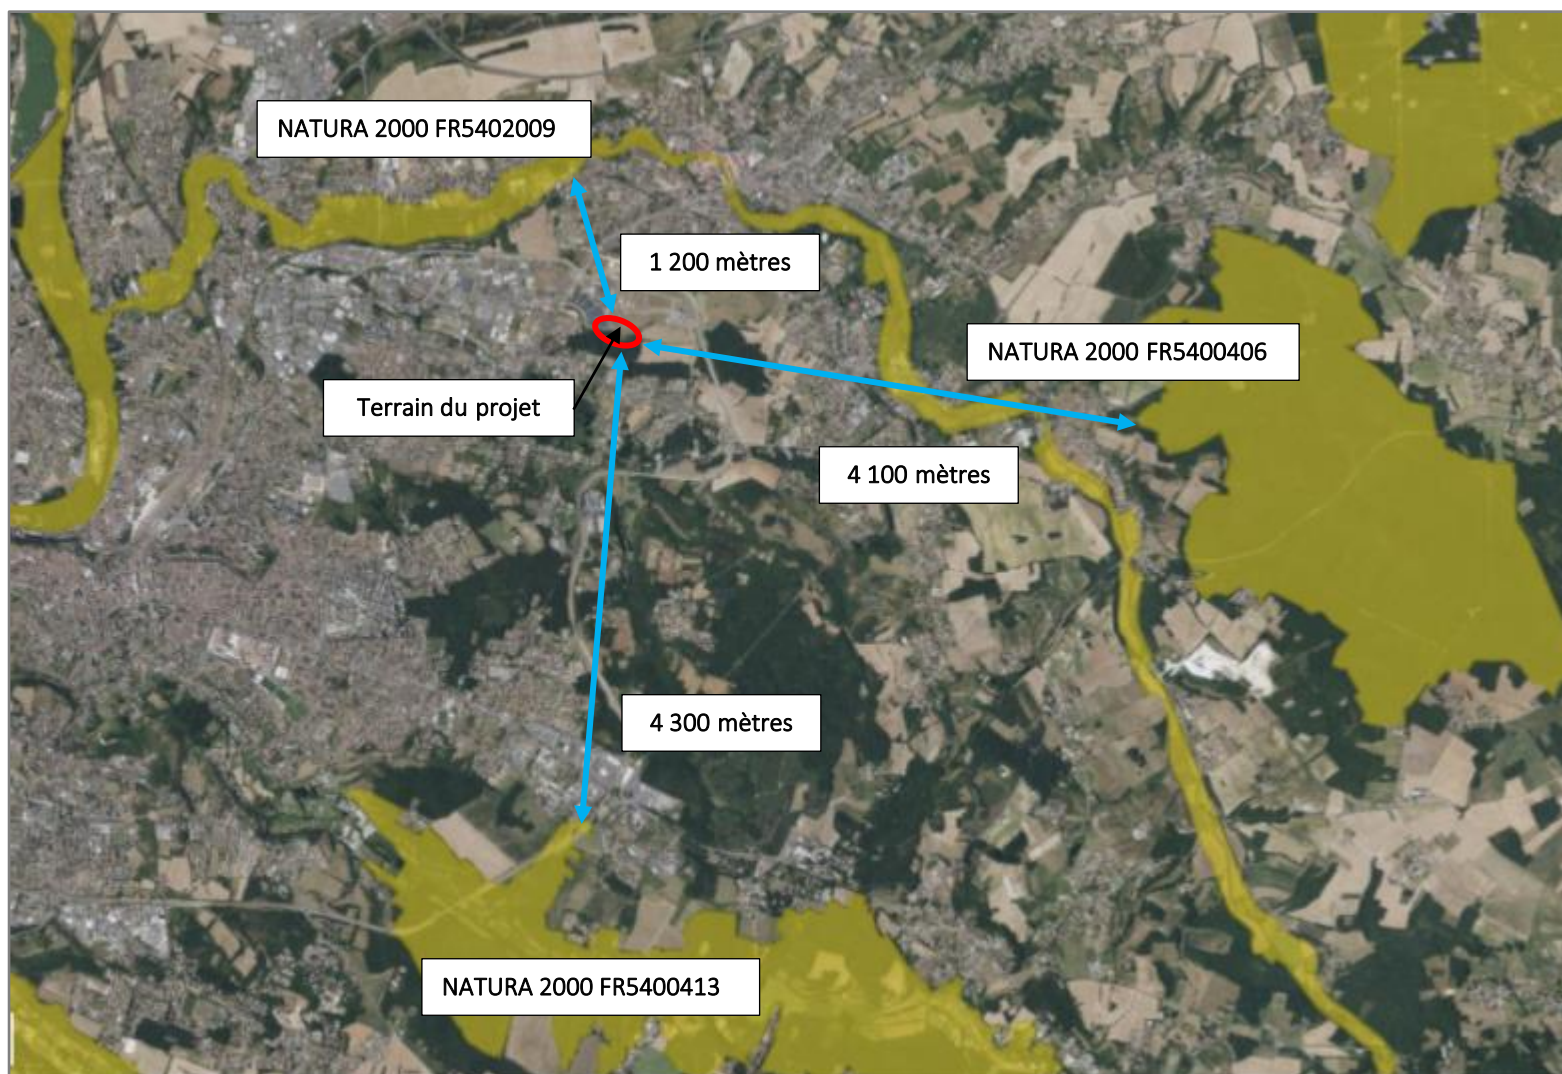 NATURA 2000 FR5402009
1 200 mètres
NATURA 2000 FR5400406
Terrain du projet
4 100 mètres
4 300 mètres
NATURA 2000 FR5400413